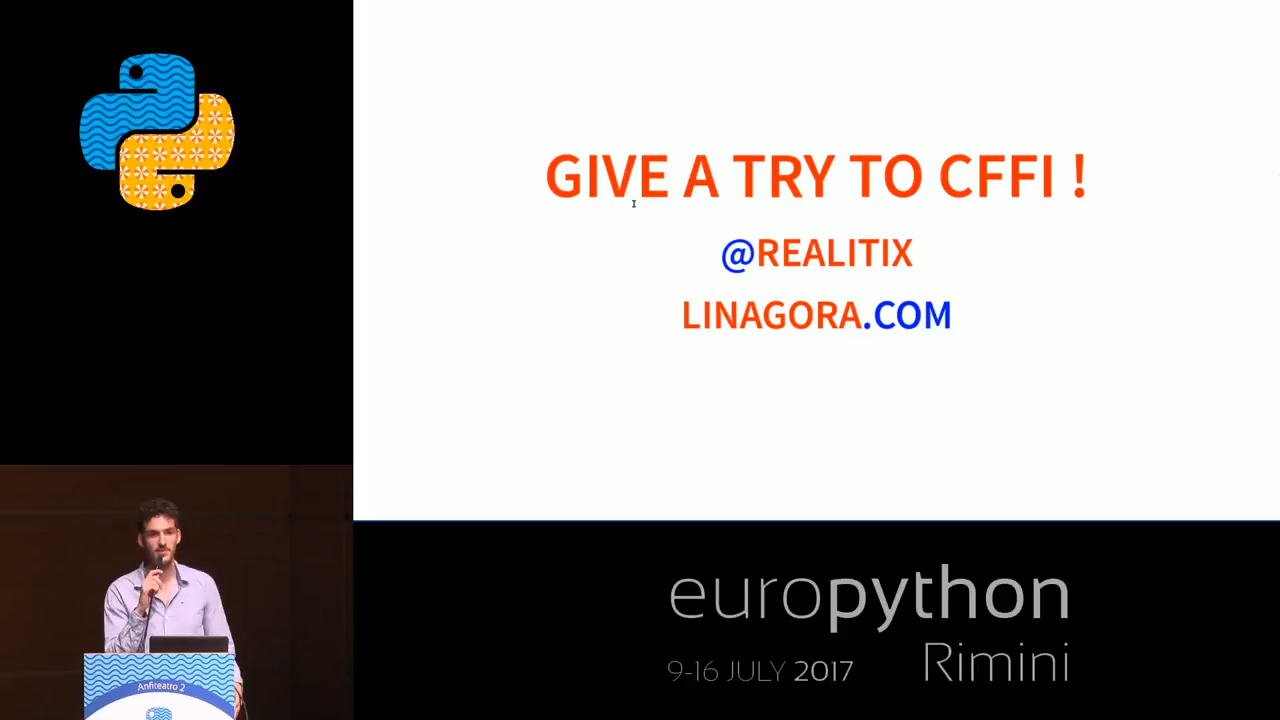 GIVE A TRY TO CFFI !
@REALITIX
LINAGORA.COM
europython
Rimini
9-16 JULY 2017
Anfiteatro 2